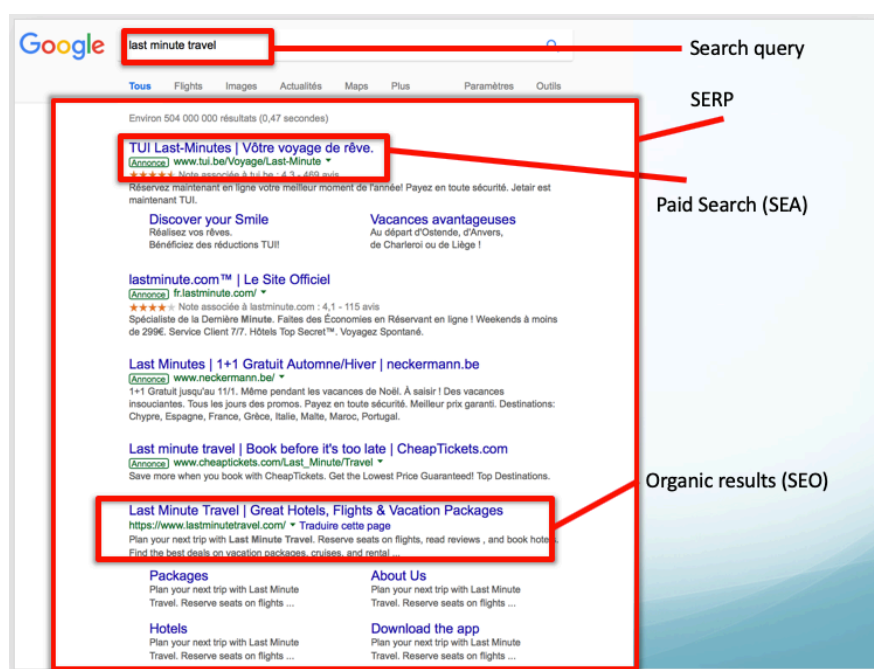 Google
last minute travel
Search query
Tous Flights Images Actualités Maps Plus Paramètres Outils
SERP
Environ 504 000 000 résultats (0,47 secondes)
TUI Last-Minutes | Vôtre voyage de rêve.
Annonce www.tui.be/Voyage/Last-Minute
Note associée à tui.be : 4,3 - 469 avis
Réservez maintenant en ligne votre meilleur moment de l'année! Payez en toute sécurité. Jetair est
maintenant TUI.
Paid Search (SEA)
Discover your Smile
Réalisez vos rêves.
Bénéficiez des réductions TUI!
Vacances avantageuses
Au départ d'Ostende, d'Anvers,
de Charleroi ou de Liège !
lastminute.com™ | Le Site Officiel
Annonce fr.lastminute.com/
Note associée à lastminute.com : 4,1 - 115 avis
Spécialiste de la Dernière Minute. Faites des Économies en Réservant en ligne ! Weekends à moins
de 299€. Service Client 7/7. Hôtels Top Secret™. Voyagez Spontané.
Last Minutes | 1+1 Gratuit Automne/Hiver | neckermann.be
Annonce www.neckermann.be/
1+1 Gratuit jusqu'au 11/1. Même pendant les vacances de Noël. À saisir ! Des vacances
insouciantes. Tous les jours des promos. Payez en toute sécurité. Meilleur prix garanti. Destinations:
Chypre, Espagne, France, Grèce, Italie, Malte, Maroc, Portugal.
Last minute travel | Book before it's too late | CheapTickets.com
Annonce www.cheaptickets.com/Last_Minute/Travel
Save more when you book with CheapTickets. Get the Lowest Price Guaranteed! Top Destinations.
Organic results (SEO)
Last Minute Travel | Great Hotels, Flights & Vacation Packages
https://www.lastminutetravel.com/ Traduire cette page
Plan your next trip with Last Minute Travel. Reserve seats on flights, read reviews , and book hotels.
Find the best deals on vacation packages, cruises, and rental ...
Packages
Plan your next trip with Last Minute
Travel. Reserve seats on flights ...
About Us
Plan your next trip with Last Minute
Travel. Reserve seats on flights ...
Hotels
Plan your next trip with Last Minute
Travel. Reserve seats on flights ...
Download the app
Plan your next trip with Last Minute
Travel. Reserve seats on flights ...